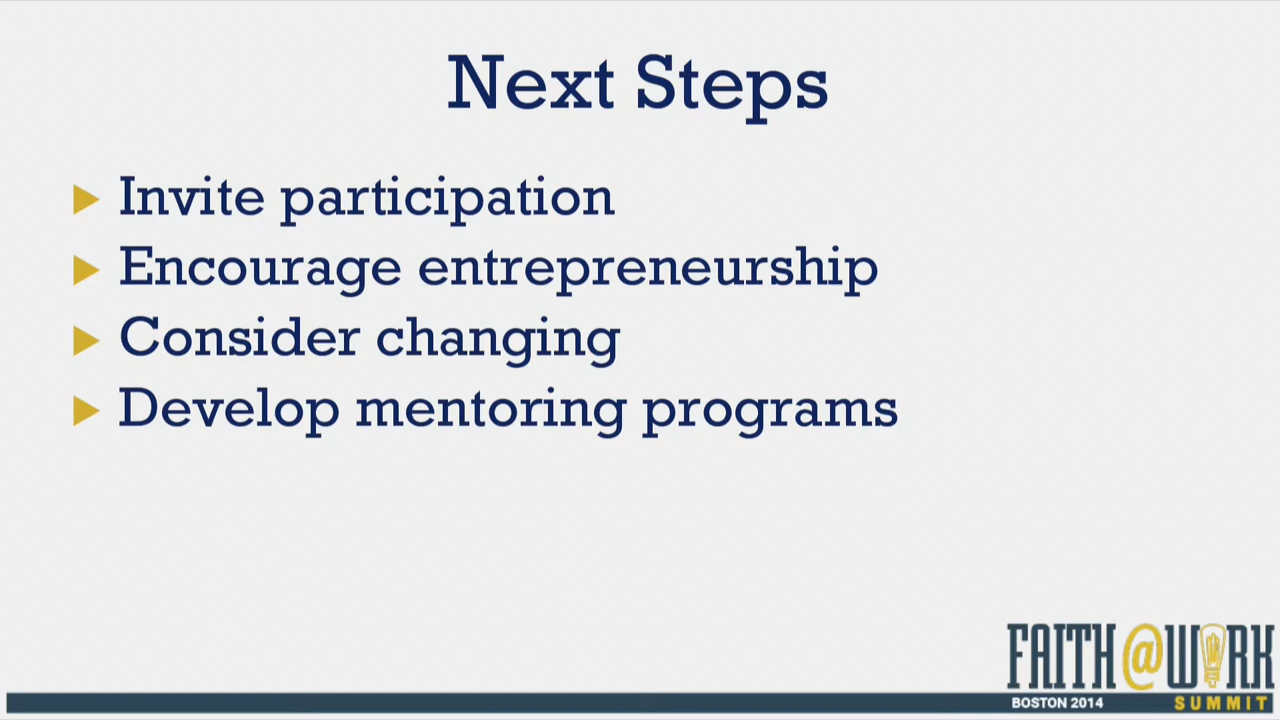 Next Steps
Invite participation
Encourage entrepreneurship
Consider changing
Develop mentoring programs
FAITH@WORK
BOSTON 2014 SUMMIT